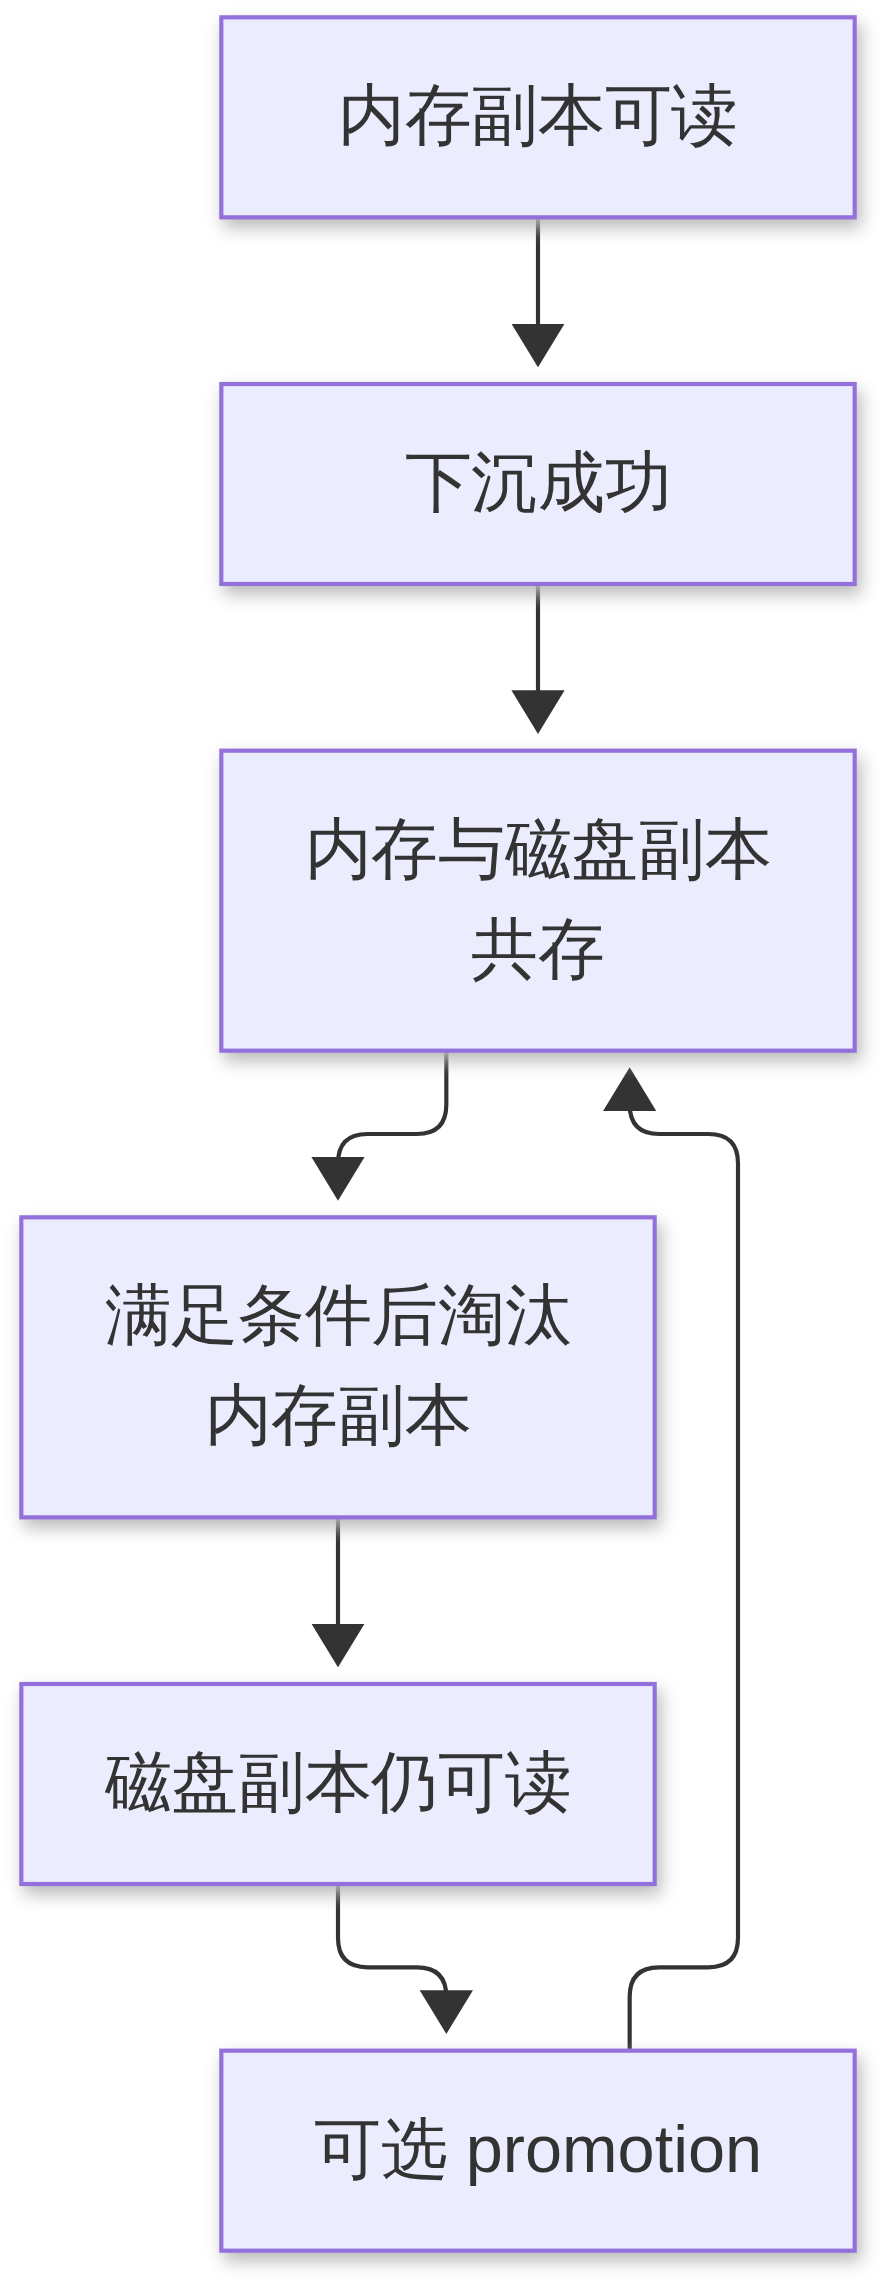 内存副本可读
下沉成功
内存与磁盘副本
共存
满足条件后淘汰
内存副本
磁盘副本仍可读
可选 promotion